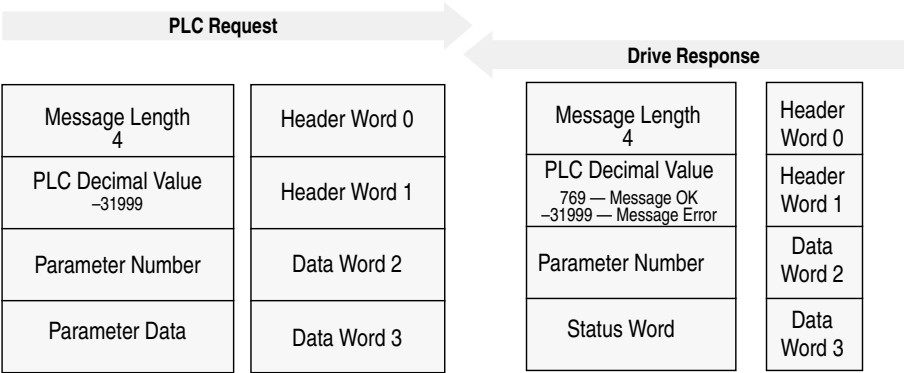 PLC Request
Drive Response
Message Length
4
Header Word 0
PLC Decimal Value
–31999
Header Word 1
Parameter Number
Data Word 2
Parameter Data
Data Word 3
Message Length
4
Header
Word 0
PLC Decimal Value
769 — Message OK
–31999 — Message Error
Header
Word 1
Parameter Number
Data
Word 2
Status Word
Data
Word 3